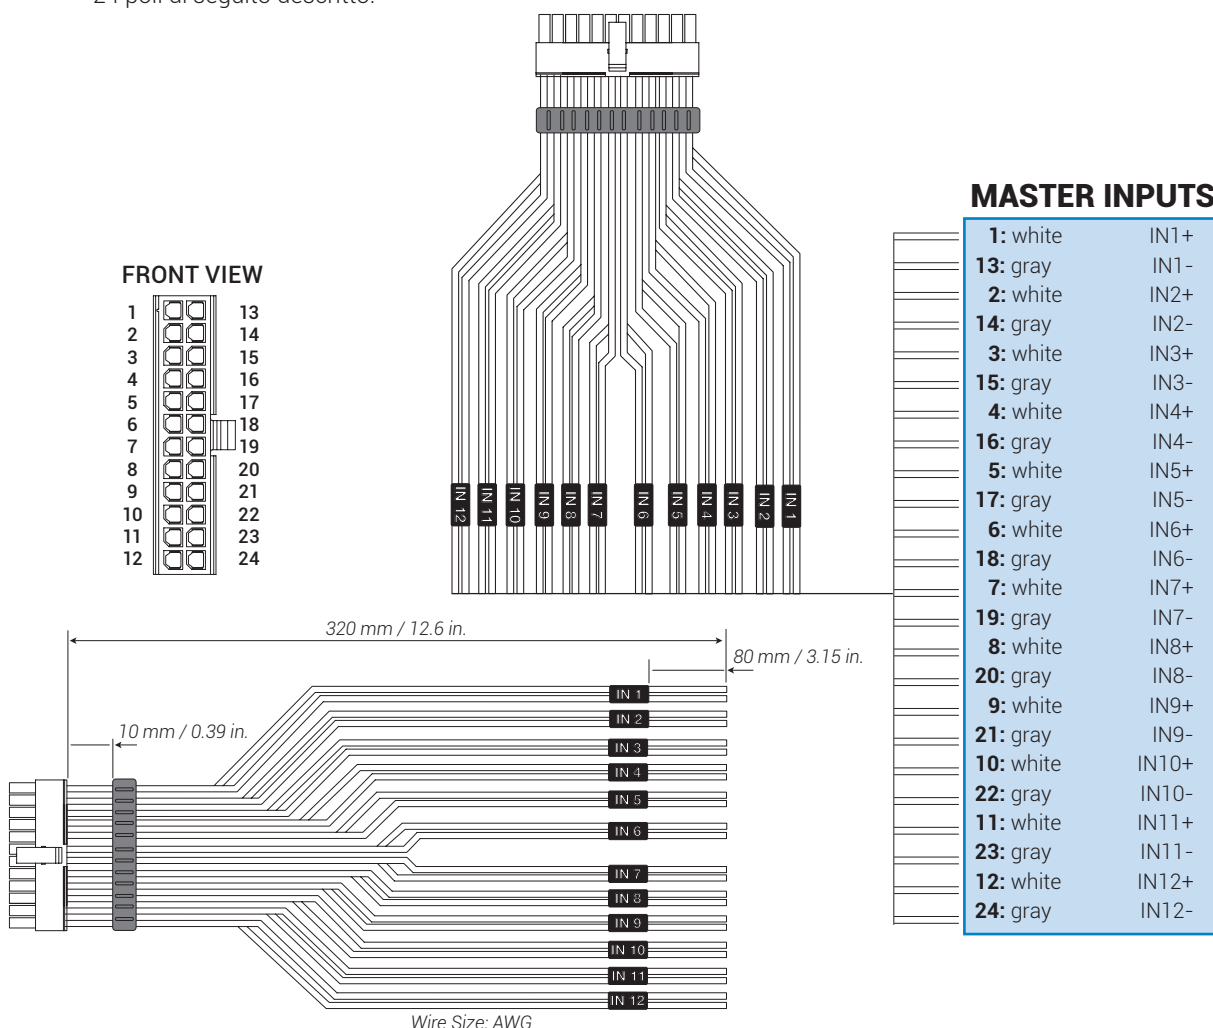 24 poli di seguito descritto.
MASTER INPUTS
1: white IN1+
13: gray IN1-
2: white IN2+
14: gray IN2-
3: white IN3+
15: gray IN3-
4: white IN4+
16: gray IN4-
5: white IN5+
17: gray IN5-
6: white IN6+
18: gray IN6-
7: white IN7+
19: gray IN7-
8: white IN8+
20: gray IN8-
9: white IN9+
21: gray IN9-
10: white IN10+
22: gray IN10-
11: white IN11+
23: gray IN11-
12: white IN12+
24: gray IN12-
FRONT VIEW
1 13
2 14
3 15
4 16
5 17
6 18
7 19
8 20
9 21
10 22
11 23
12 24
IN 12 IN 11 IN 10 IN 9 IN 8 IN 7 IN 6 IN 5 IN 4 IN 3 IN 2 IN 1
320 mm / 12.6 in.
80 mm / 3.15 in.
10 mm / 0.39 in.
IN 1
IN 2
IN 3
IN 4
IN 5
IN 6
IN 7
IN 8
IN 9
IN 10
IN 11
IN 12
Wire Size: AWG